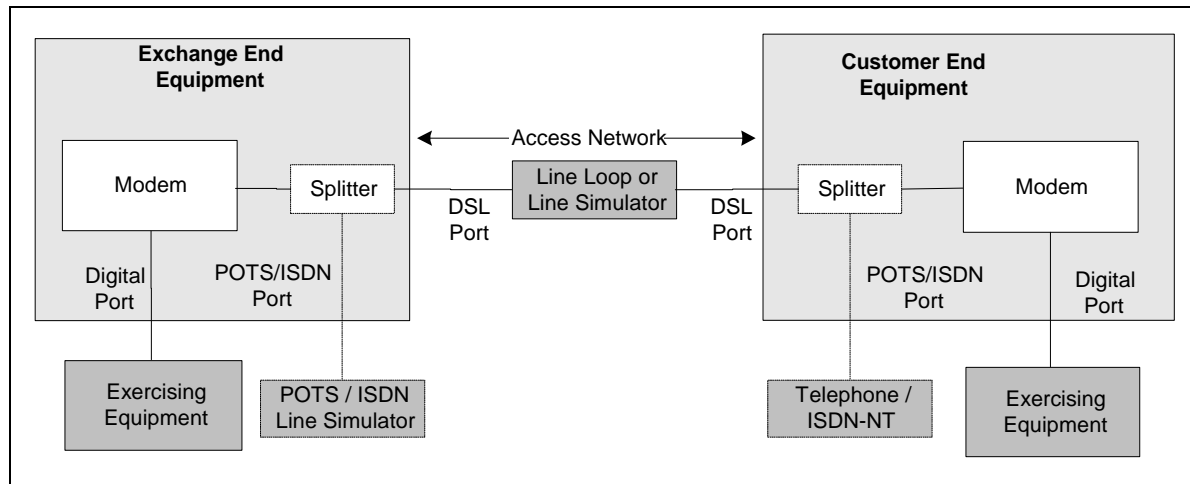 Exchange End
Equipment
Customer End
Equipment
Access Network
Modem
Splitter
Line Loop or
Line Simulator
Splitter
Modem
DSL
Port
DSL
Port
Digital
Port
POTS/ISDN
Port
POTS/ISDN
Port
Digital
Port
Exercising
Equipment
POTS / ISDN
Line Simulator
Telephone /
ISDN-NT
Exercising
Equipment